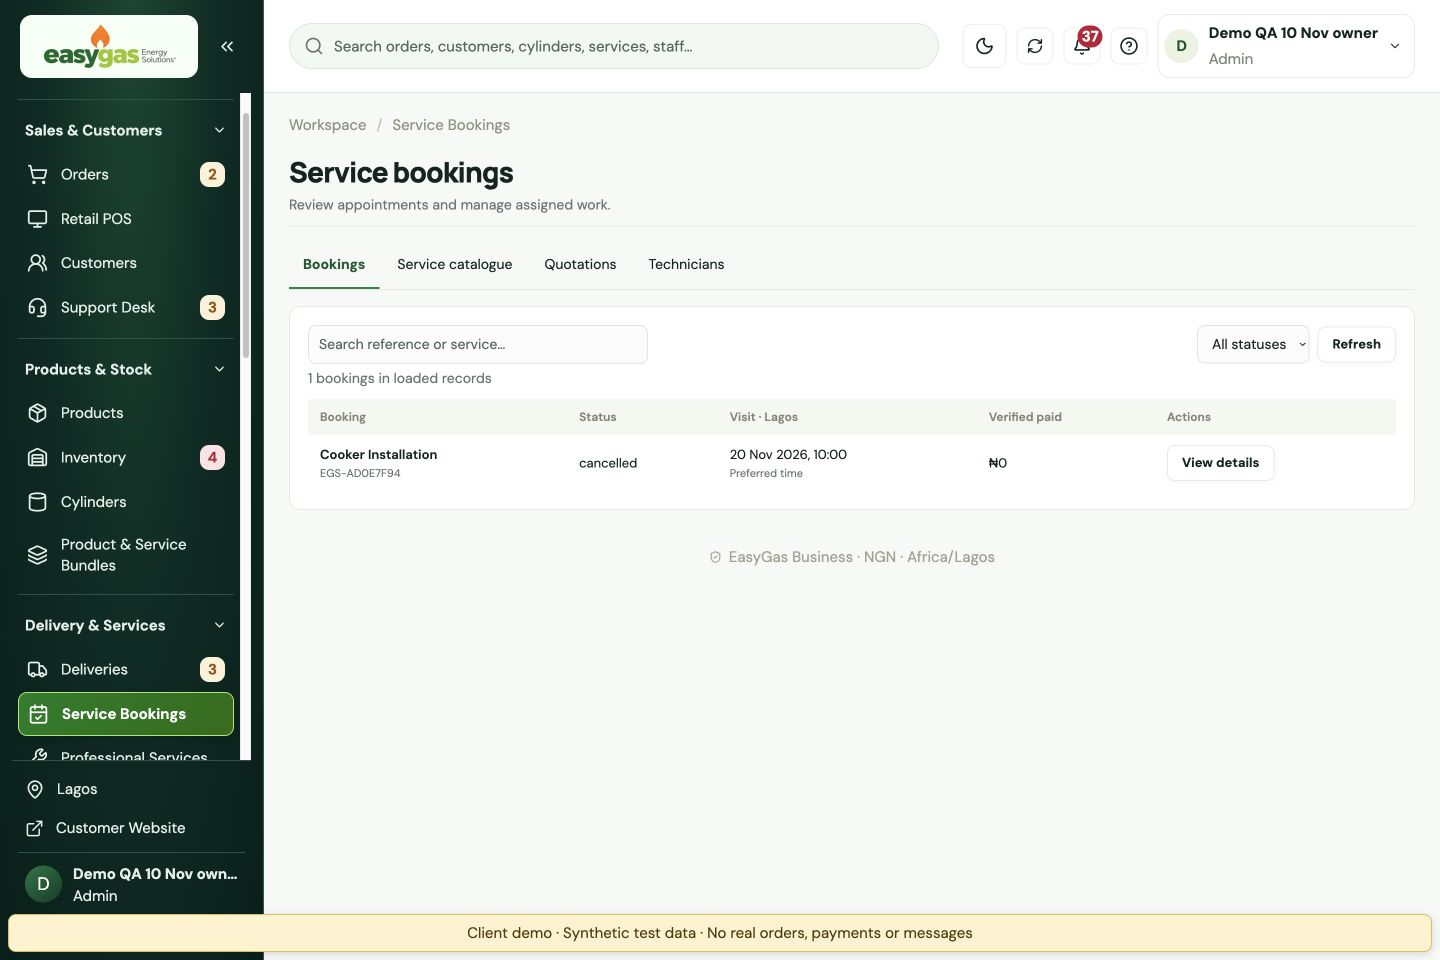 easygas Energy Solutions
Sales & Customers
Orders 2
Retail POS
Customers
Support Desk 3
Products & Stock
Products
Inventory 4
Cylinders
Product & Service
Bundles
Delivery & Services
Deliveries 3
Service Bookings
Professional Services
Lagos
Customer Website
D Demo QA 10 Nov own...
Admin
Search orders, customers, cylinders, services, staff...
37
D Demo QA 10 Nov owner
Admin
Workspace / Service Bookings
Service bookings
Review appointments and manage assigned work.
Bookings Service catalogue Quotations Technicians
Search reference or service... All statuses Refresh
1 bookings in loaded records
Booking Status Visit · Lagos Verified paid Actions
Cooker Installation cancelled 20 Nov 2026, 10:00 ₦0 View details
EGS-AD0E7F94 Preferred time
EasyGas Business · NGN · Africa/Lagos
Client demo · Synthetic test data · No real orders, payments or messages